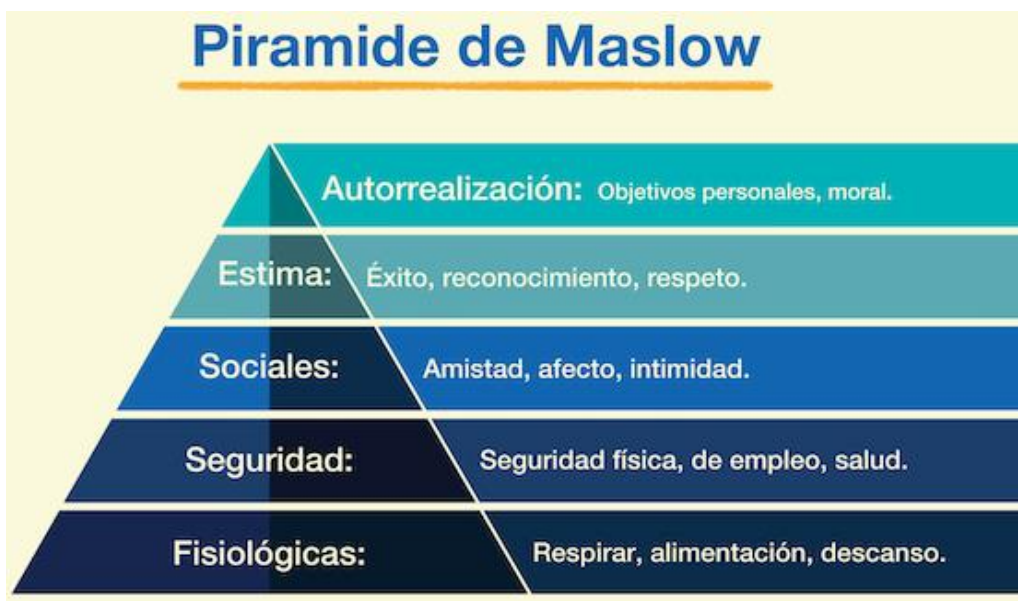 Piramide de Maslow
Autorrealización: Objetivos personales, moral.
Estima: Éxito, reconocimiento, respeto.
Sociales: Amistad, afecto, intimidad.
Seguridad: Seguridad física, de empleo, salud.
Fisiológicas: Respirar, alimentación, descanso.